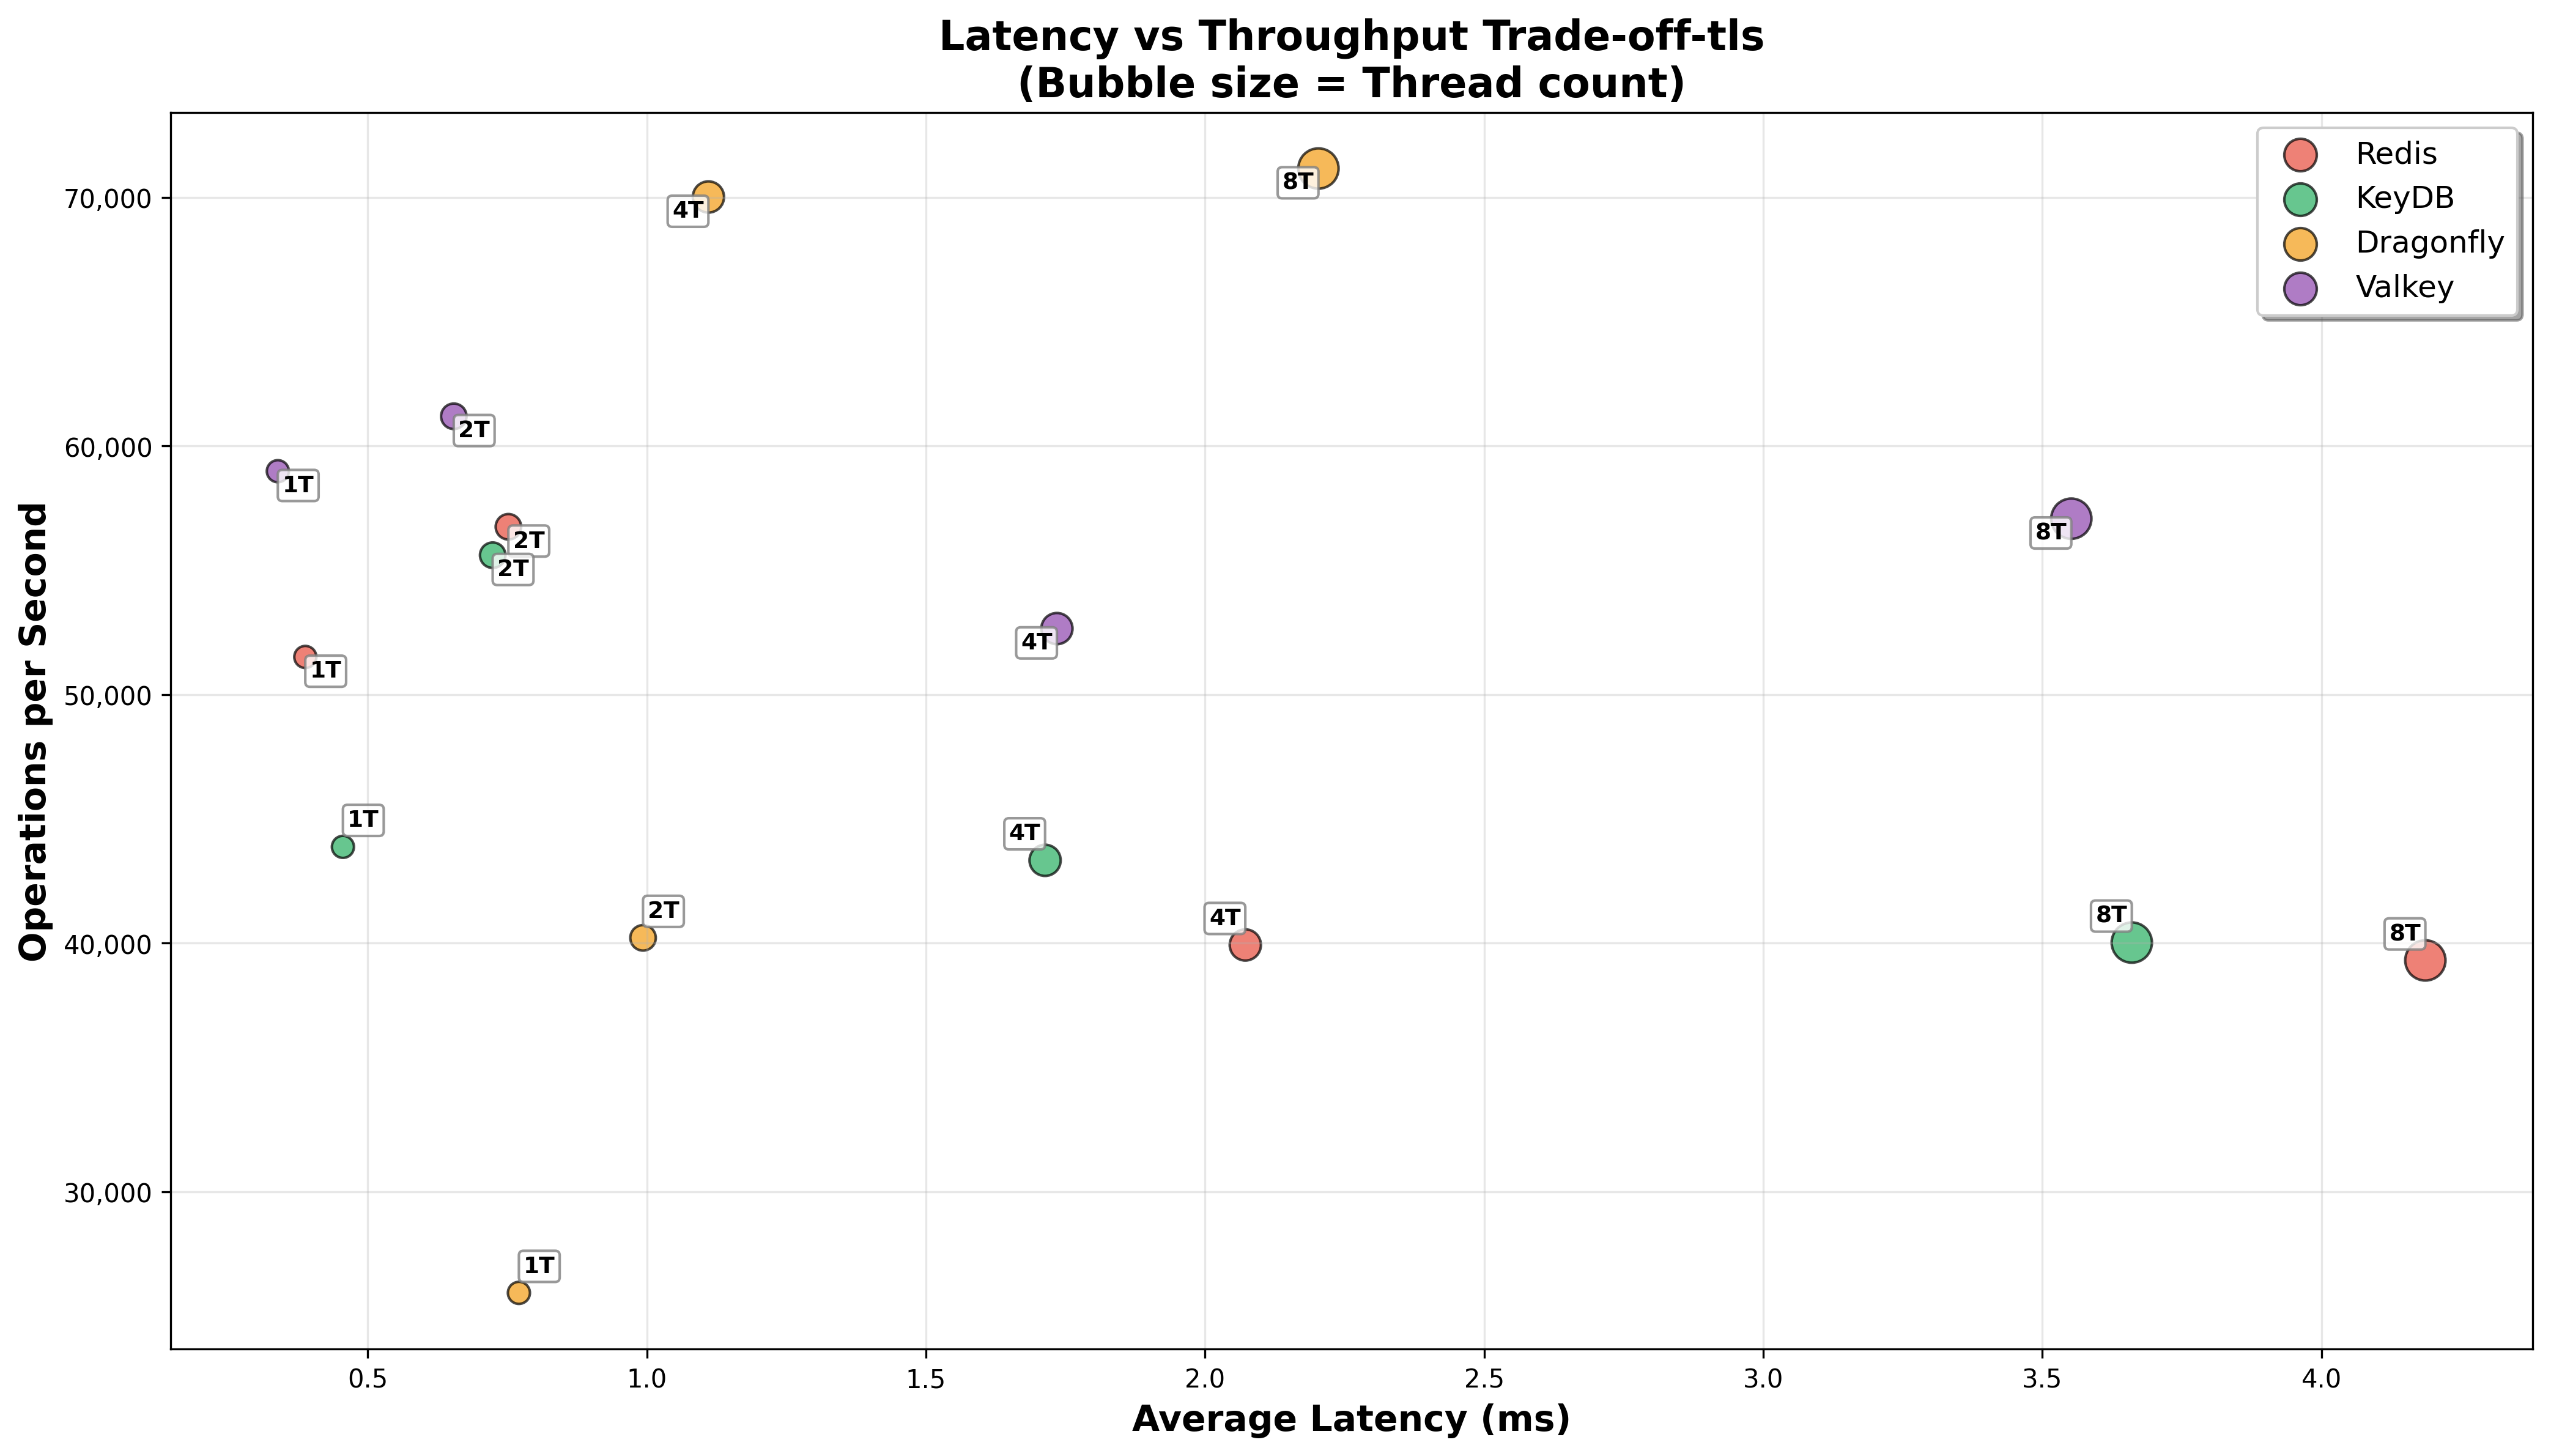 Latency vs Throughput Trade-off-tls
(Bubble size = Thread count)
Redis
KeyDB
Dragonfly
Valkey
Operations per Second
70,000
60,000
50,000
40,000
30,000
4T
8T
2T
1T
2T
2T
8T
4T
1T
1T
4T
2T
4T
8T
8T
1T
0.5
1.0
1.5
2.0
2.5
3.0
3.5
4.0
Average Latency (ms)